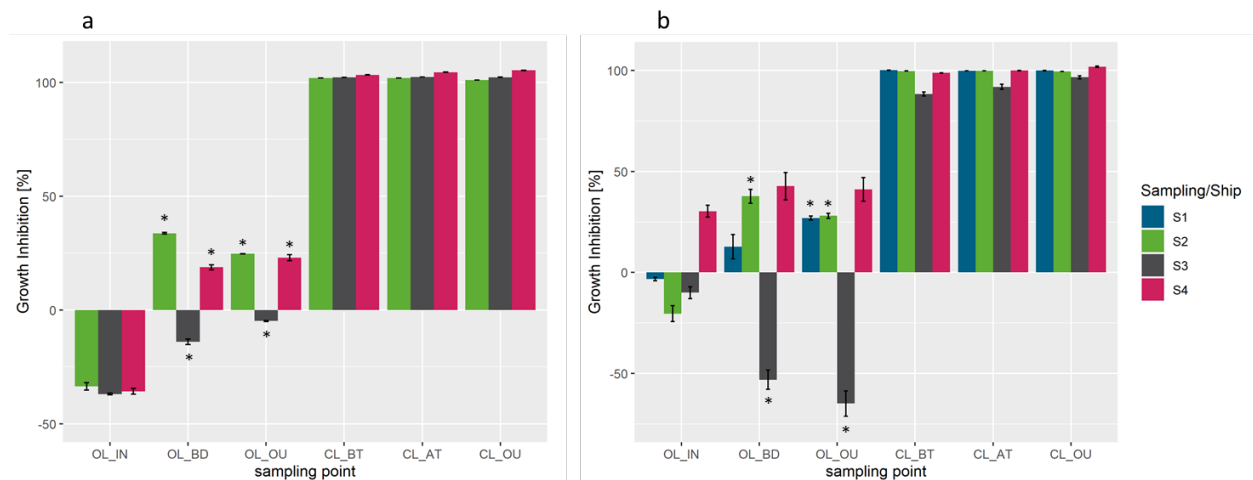 a
Growth Inhibition [%]
100
50
0
-50
*
*
*
*
*
*
OL_IN
OL_BD
OL_OU
CL_BT
CL_AT
CL_OU
sampling point
b
Growth Inhibition [%]
100
50
0
-50
*
*
*
*
*
OL_IN
OL_BD
OL_OU
CL_BT
CL_AT
CL_OU
sampling point
Sampling/Ship
S1
S2
S3
S4